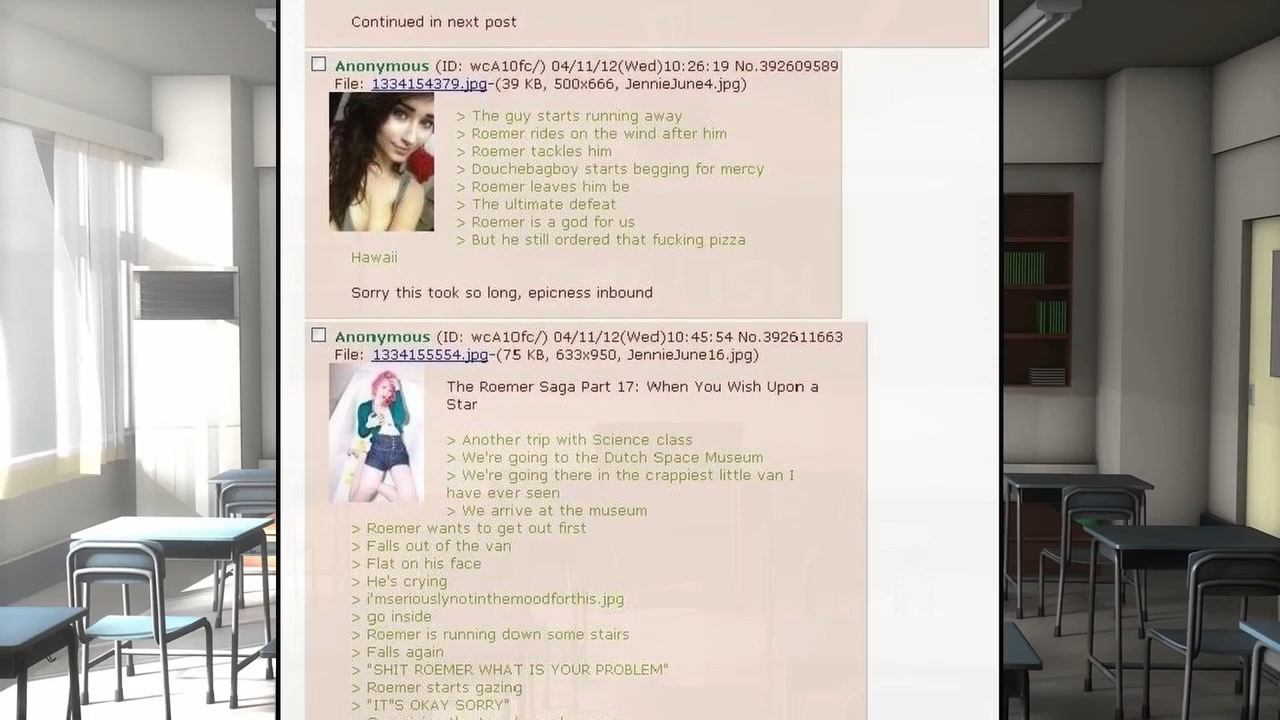 Continued in next post
Anonymous (ID: wcA10fc/) 04/11/12(Wed)10:26:19 No.392609589
File: 1334154379.jpg-(39 KB, 500x666, JennieJune4.jpg)
> The guy starts running away
> Roemer rides on the wind after him
> Roemer tackles him
> Douchebagboy starts begging for mercy
> Roemer leaves him be
> The ultimate defeat
> Roemer is a god for us
> But he still ordered that fucking pizza
Hawaii
Sorry this took so long, epicness inbound
Anonymous (ID: wcA10fc/) 04/11/12(Wed)10:45:54 No.392611663
File: 1334155554.jpg-(75 KB, 633x950, JennieJune16.jpg)
The Roemer Saga Part 17: When You Wish Upon a
Star
> Another trip with Science class
> We're going to the Dutch Space Museum
> We're going there in the crappiest little van I
have ever seen
> We arrive at the museum
> Roemer wants to get out first
> Falls out of the van
> Flat on his face
> He's crying
> i'mseriouslynotinthemoodforthis.jpg
> go inside
> Roemer is running down some stairs
> Falls again
> "SHIT ROEMER WHAT IS YOUR PROBLEM"
> Roemer starts gazing
> "IT"S OKAY SORRY"